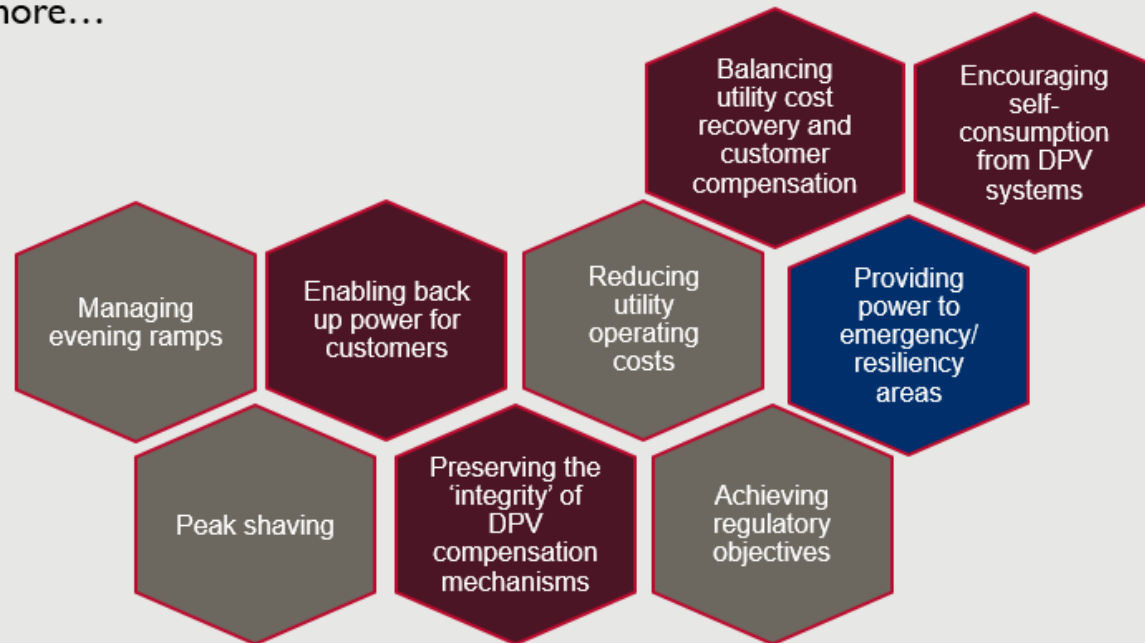 more…
Balancing
utility cost
recovery and
customer
compensation
Encouraging
self-
consumption
from DPV
systems
Managing
evening ramps
Enabling back
up power for
customers
Reducing
utility
operating
costs
Providing
power to
emergency/
resiliency
areas
Peak shaving
Preserving the
‘integrity’ of
DPV
compensation
mechanisms
Achieving
regulatory
objectives